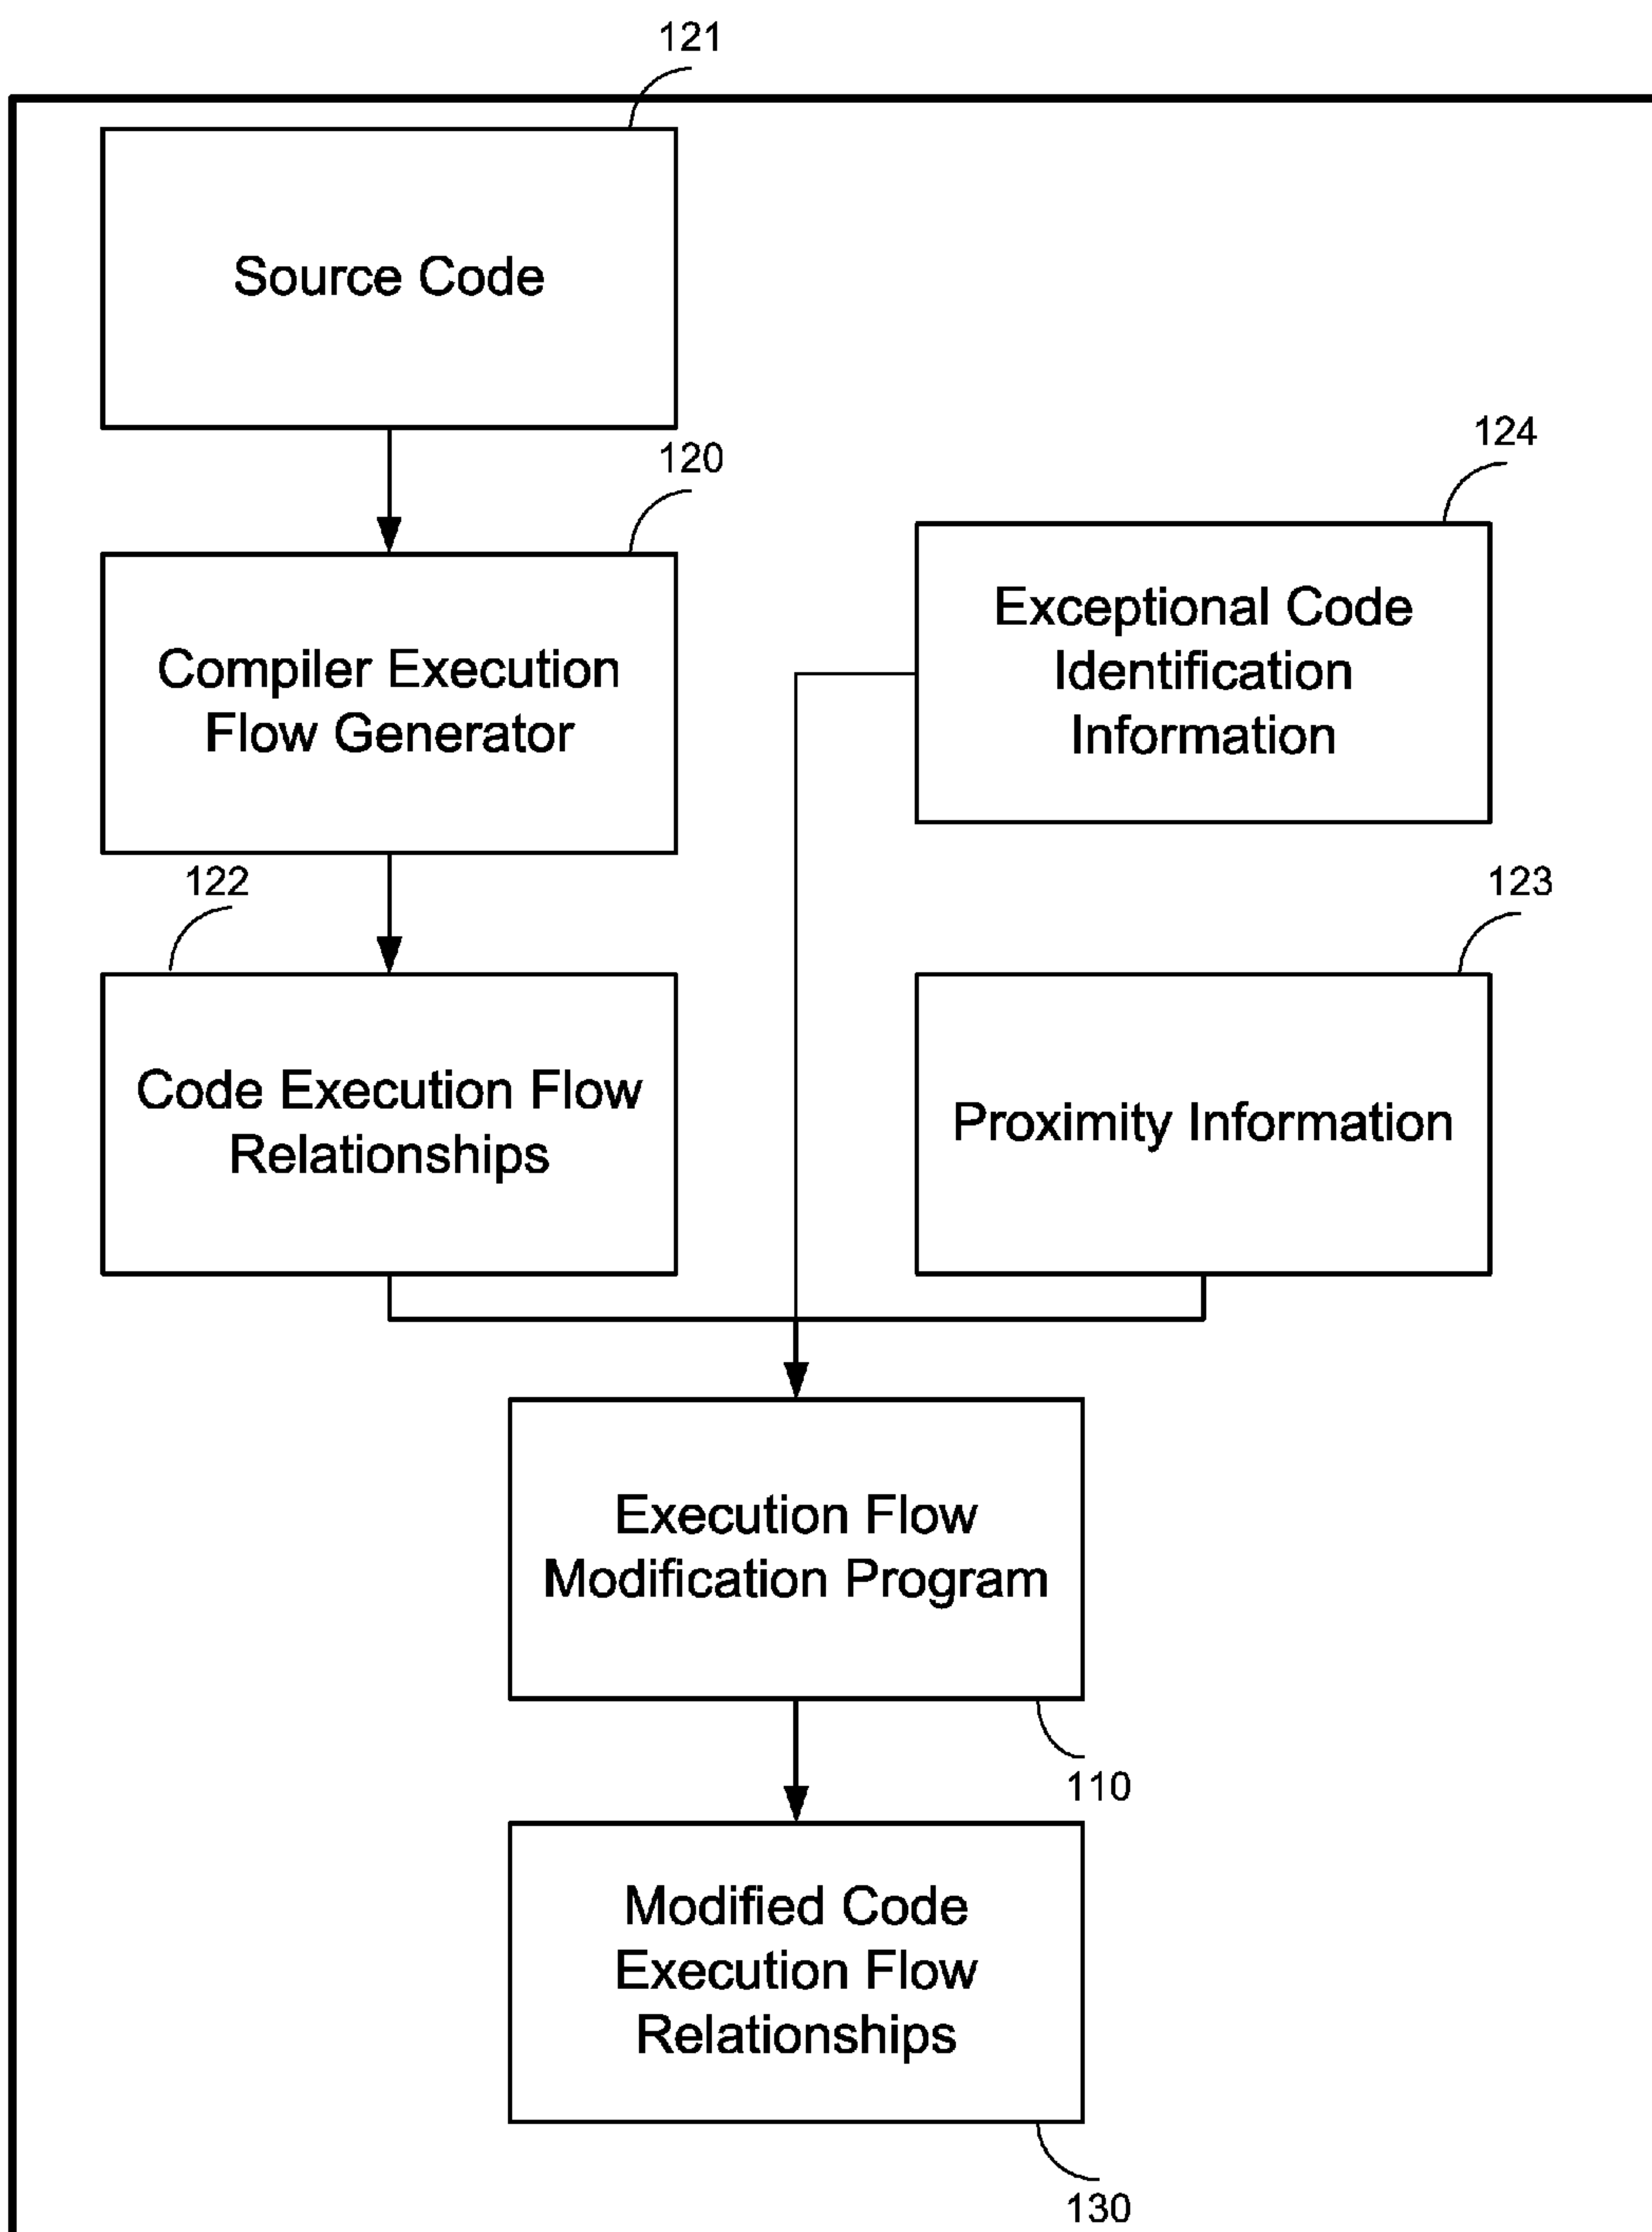 121
Source Code
120
Compiler Execution
Flow Generator
124
Exceptional Code
Identification
Information
122
Code Execution Flow
Relationships
123
Proximity Information
Execution Flow
Modification Program
110
Modified Code
Execution Flow
Relationships
130